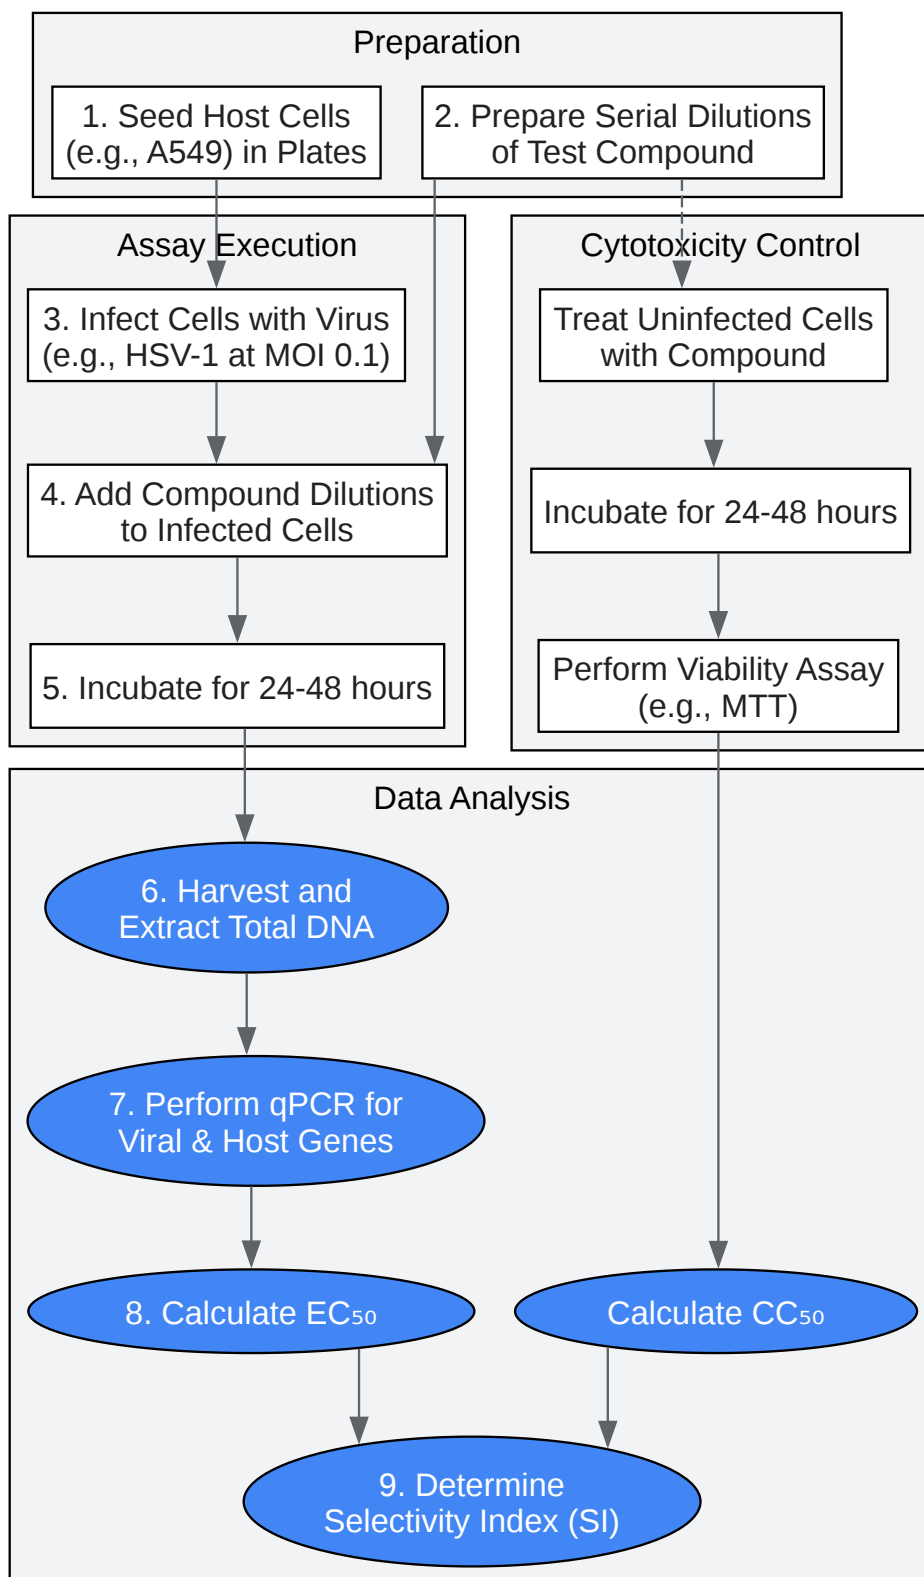 Preparation
1. Seed Host Cells
(e.g., A549) in Plates
2. Prepare Serial Dilutions
of Test Compound
Assay Execution
3. Infect Cells with Virus
(e.g., HSV-1 at MOI 0.1)
4. Add Compound Dilutions
to Infected Cells
5. Incubate for 24-48 hours
Cytotoxicity Control
Treat Uninfected Cells
with Compound
Incubate for 24-48 hours
Perform Viability Assay
(e.g., MTT)
Data Analysis
6. Harvest and
Extract Total DNA
7. Perform qPCR for
Viral & Host Genes
8. Calculate EC₅₀
Calculate CC₅₀
9. Determine
Selectivity Index (SI)